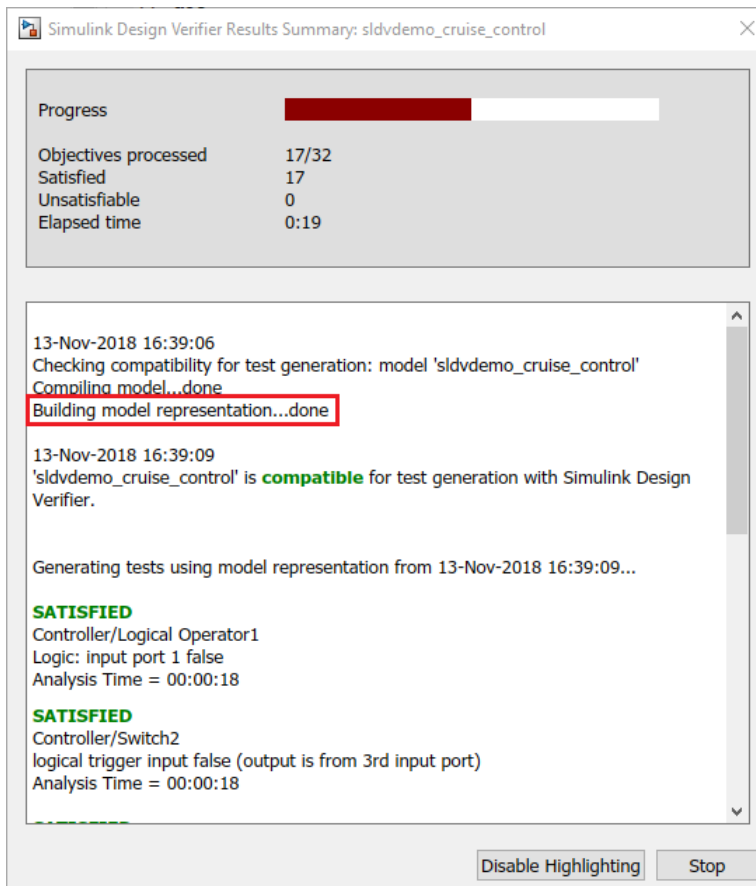 Simulink Design Verifier Results Summary: sldvdemo_cruise_control
Progress
Objectives processed 17/32
Satisfied 17
Unsatisfiable 0
Elapsed time 0:19
13-Nov-2018 16:39:06
Checking compatibility for test generation: model 'sldvdemo_cruise_control'
Compiling model...done
Building model representation...done
13-Nov-2018 16:39:09
'sldvdemo_cruise_control' is compatible for test generation with Simulink Design
Verifier.
Generating tests using model representation from 13-Nov-2018 16:39:09...
SATISFIED
Controller/Logical Operator1
Logic: input port 1 false
Analysis Time = 00:00:18
SATISFIED
Controller/Switch2
logical trigger input false (output is from 3rd input port)
Analysis Time = 00:00:18
Disable Highlighting
Stop